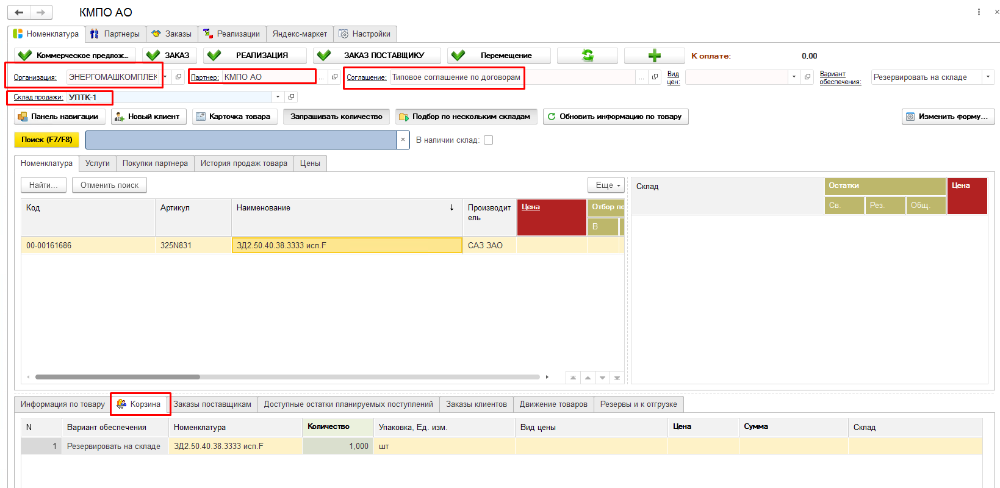 КМПО АО
Номенклатура Партнеры Заказы Реализации Яндекс-маркет Настройки
Коммерческое предлож... ЗАКАЗ РЕАЛИЗАЦИЯ ЗАКАЗ ПОСТАВЩИКУ Перемещение К оплате: 0,00
Организация: ЭНЕРГОМАШКОМПЛЕК Партнер: КМПО АО ... Соглашение: Типовое соглашение по договорам ... Вид цен: Вариант обеспечения: Резервировать на складе
Склад продажи: УПТК-1
Панель навигации Новый клиент Карточка товара Запрашивать количество Подбор по нескольким складам Обновить информацию по товару Изменить форму...
Поиск (F7/F8) × В наличии склад:
Номенклатура Услуги Покупки партнера История продаж товара Цены
Найти... Отменить поиск Еще
Склад Остатки Цена
Св. Рез. Общ.
Код Артикул Наименование ↓ Производитель Цена Отбор по
В
00-00161686 325N831 ЗД2.50.40.38.3333 исп.F САЗ ЗАО
Информация по товару Корзина Заказы поставщикам Доступные остатки планируемых поступлений Заказы клиентов Движение товаров Резервы и к отгрузке
N Вариант обеспечения Номенклатура Количество Упаковка, Ед. изм. Вид цены Цена Сумма Склад
1 Резервировать на складе ЗД2.50.40.38.3333 исп.F 1,000 шт